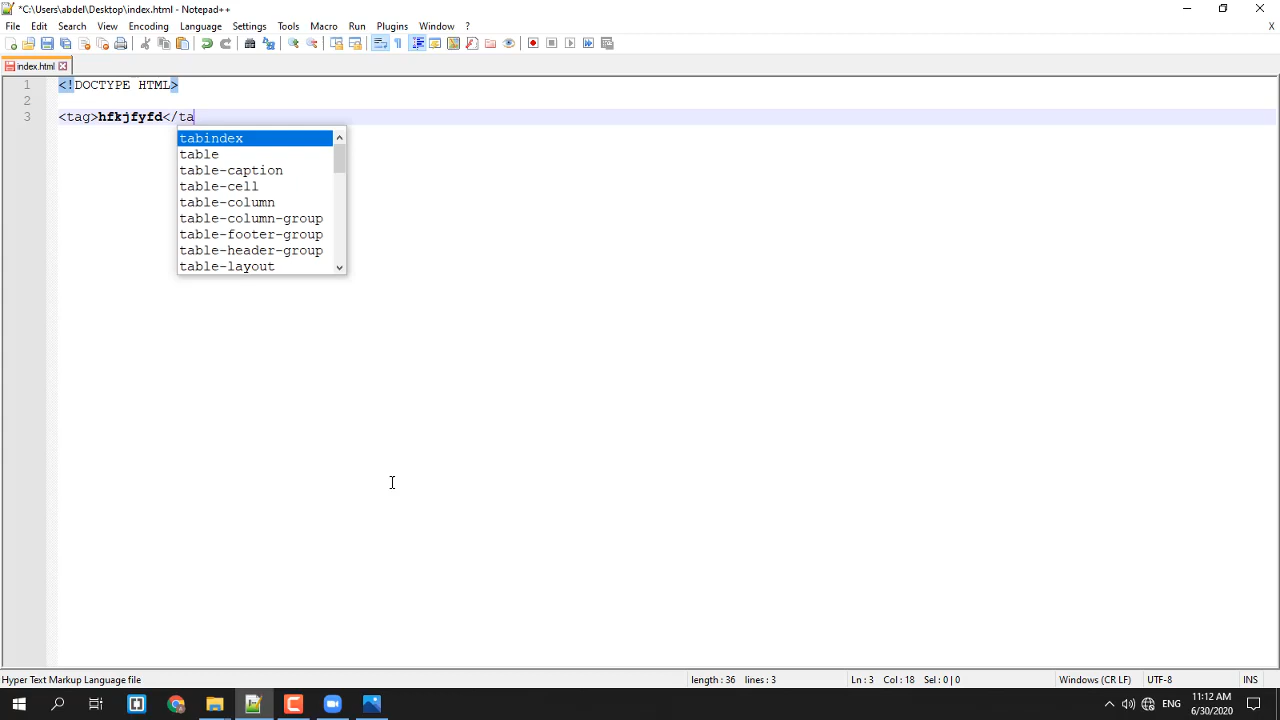 *C:\Users\abdel\Desktop\index.html - Notepad++
File Edit Search View Encoding Language Settings Tools Macro Run Plugins Window ?
X
index.html
1 <!DOCTYPE HTML>
2
3 <tag>hfkjfyfd</ta
tabindex
table
table-caption
table-cell
table-column
table-column-group
table-footer-group
table-header-group
table-layout
Hyper Text Markup Language file length : 36 lines : 3 Ln : 3 Col : 18 Sel : 0 | 0 Windows (CR LF) UTF-8 INS
ENG
11:12 AM
6/30/2020